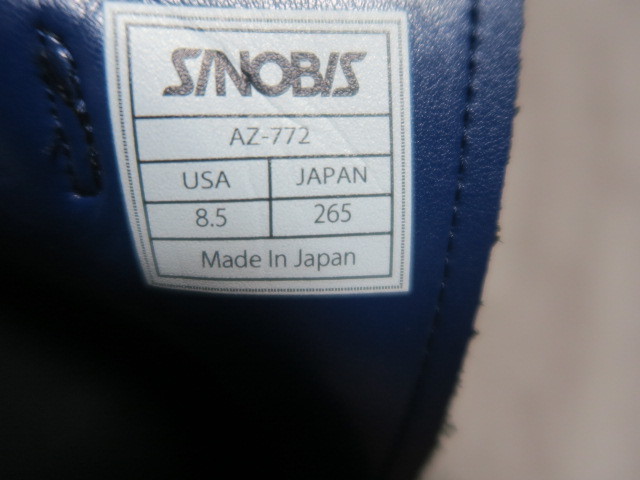 SINOBIS
AZ-772
USA JAPAN
8.5 265
Made In Japan